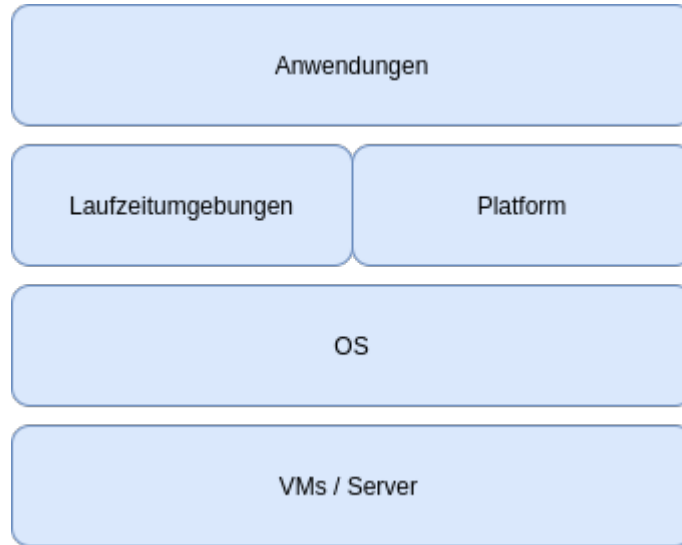 Anwendungen
Laufzeitumgebungen
Platform
OS
VMs / Server